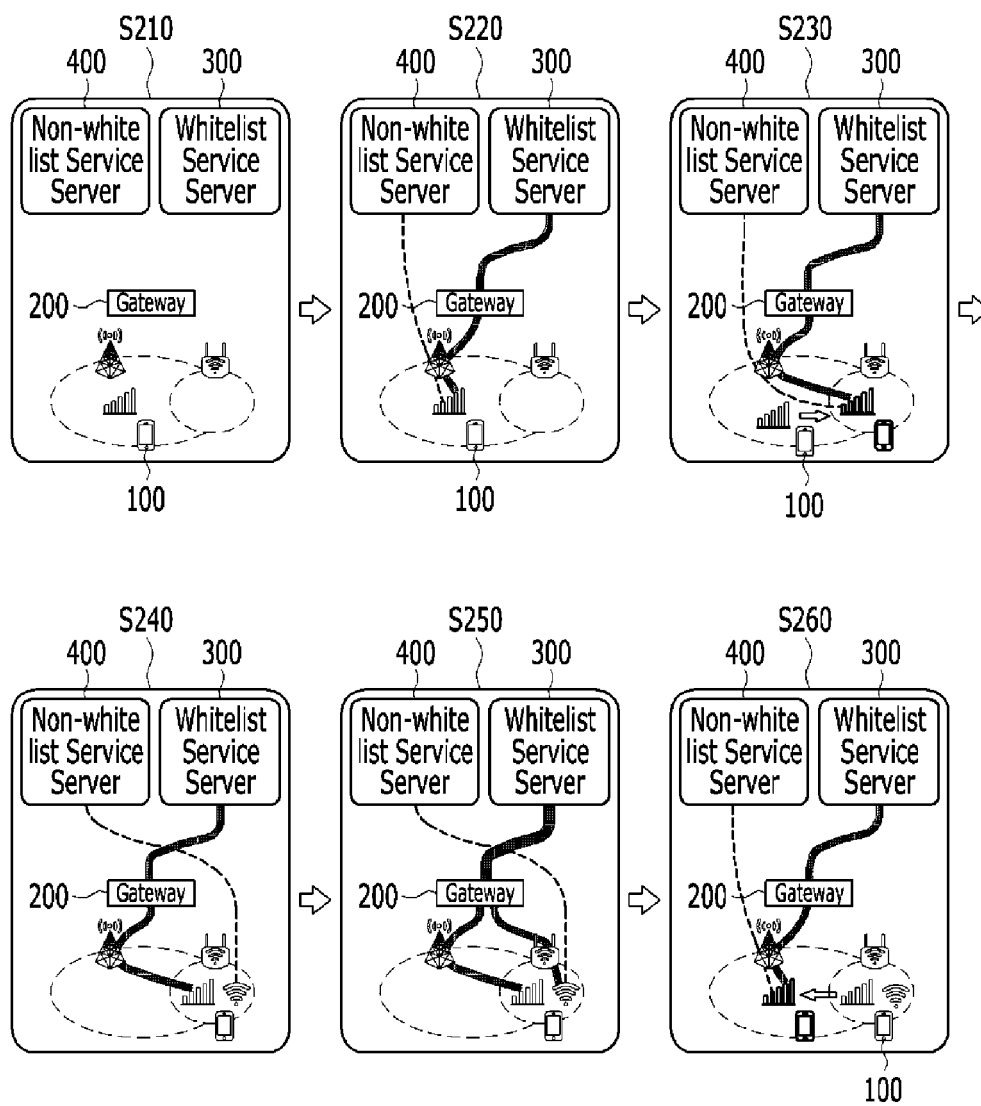 S210
400 300
Non-white
list Service
Server
Whitelist
Service
Server
200
Gateway
100
S220
400 300
Non-white
list Service
Server
Whitelist
Service
Server
200
Gateway
100
S230
400 300
Non-white
list Service
Server
Whitelist
Service
Server
200
Gateway
100
S240
400 300
Non-white
list Service
Server
Whitelist
Service
Server
200
Gateway
S250
400 300
Non-white
list Service
Server
Whitelist
Service
Server
200
Gateway
S260
400 300
Non-white
list Service
Server
Whitelist
Service
Server
200
Gateway
100